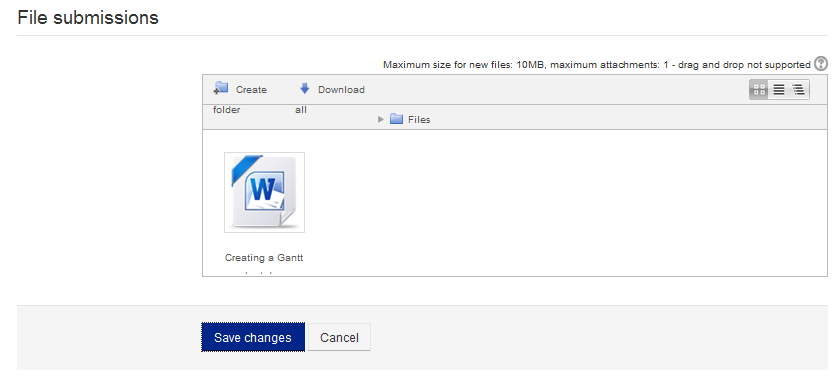 File submissions
Maximum size for new files: 10MB, maximum attachments: 1 - drag and drop not supported ?
Create folder
Download all
Files
W
Creating a Gantt
Save changes
Cancel